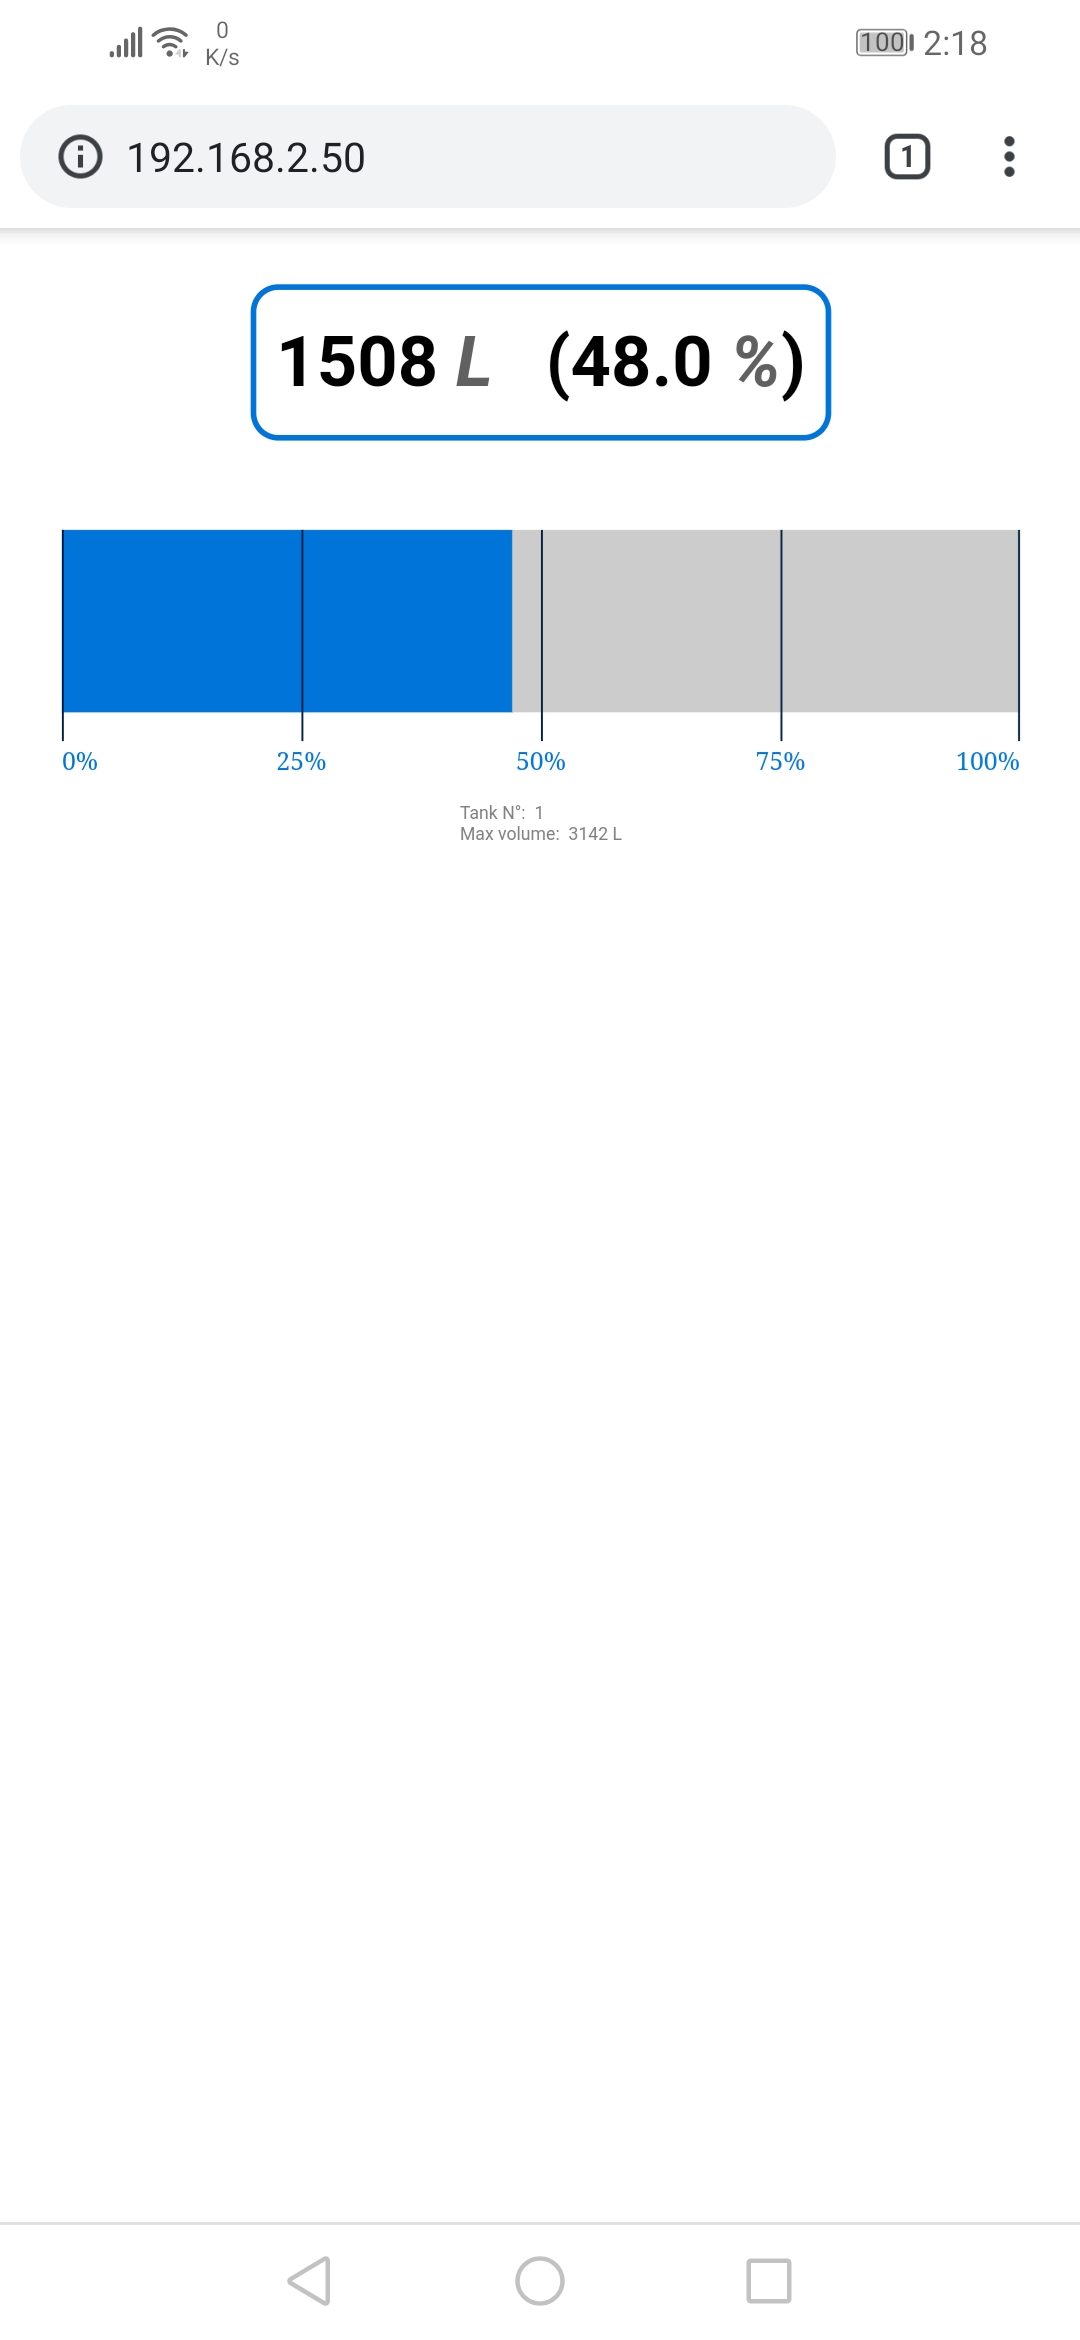 0
K/s
100 2:18
192.168.2.50
1
1508 L (48.0 %)
0% 25% 50% 75% 100%
Tank N°: 1
Max volume: 3142 L